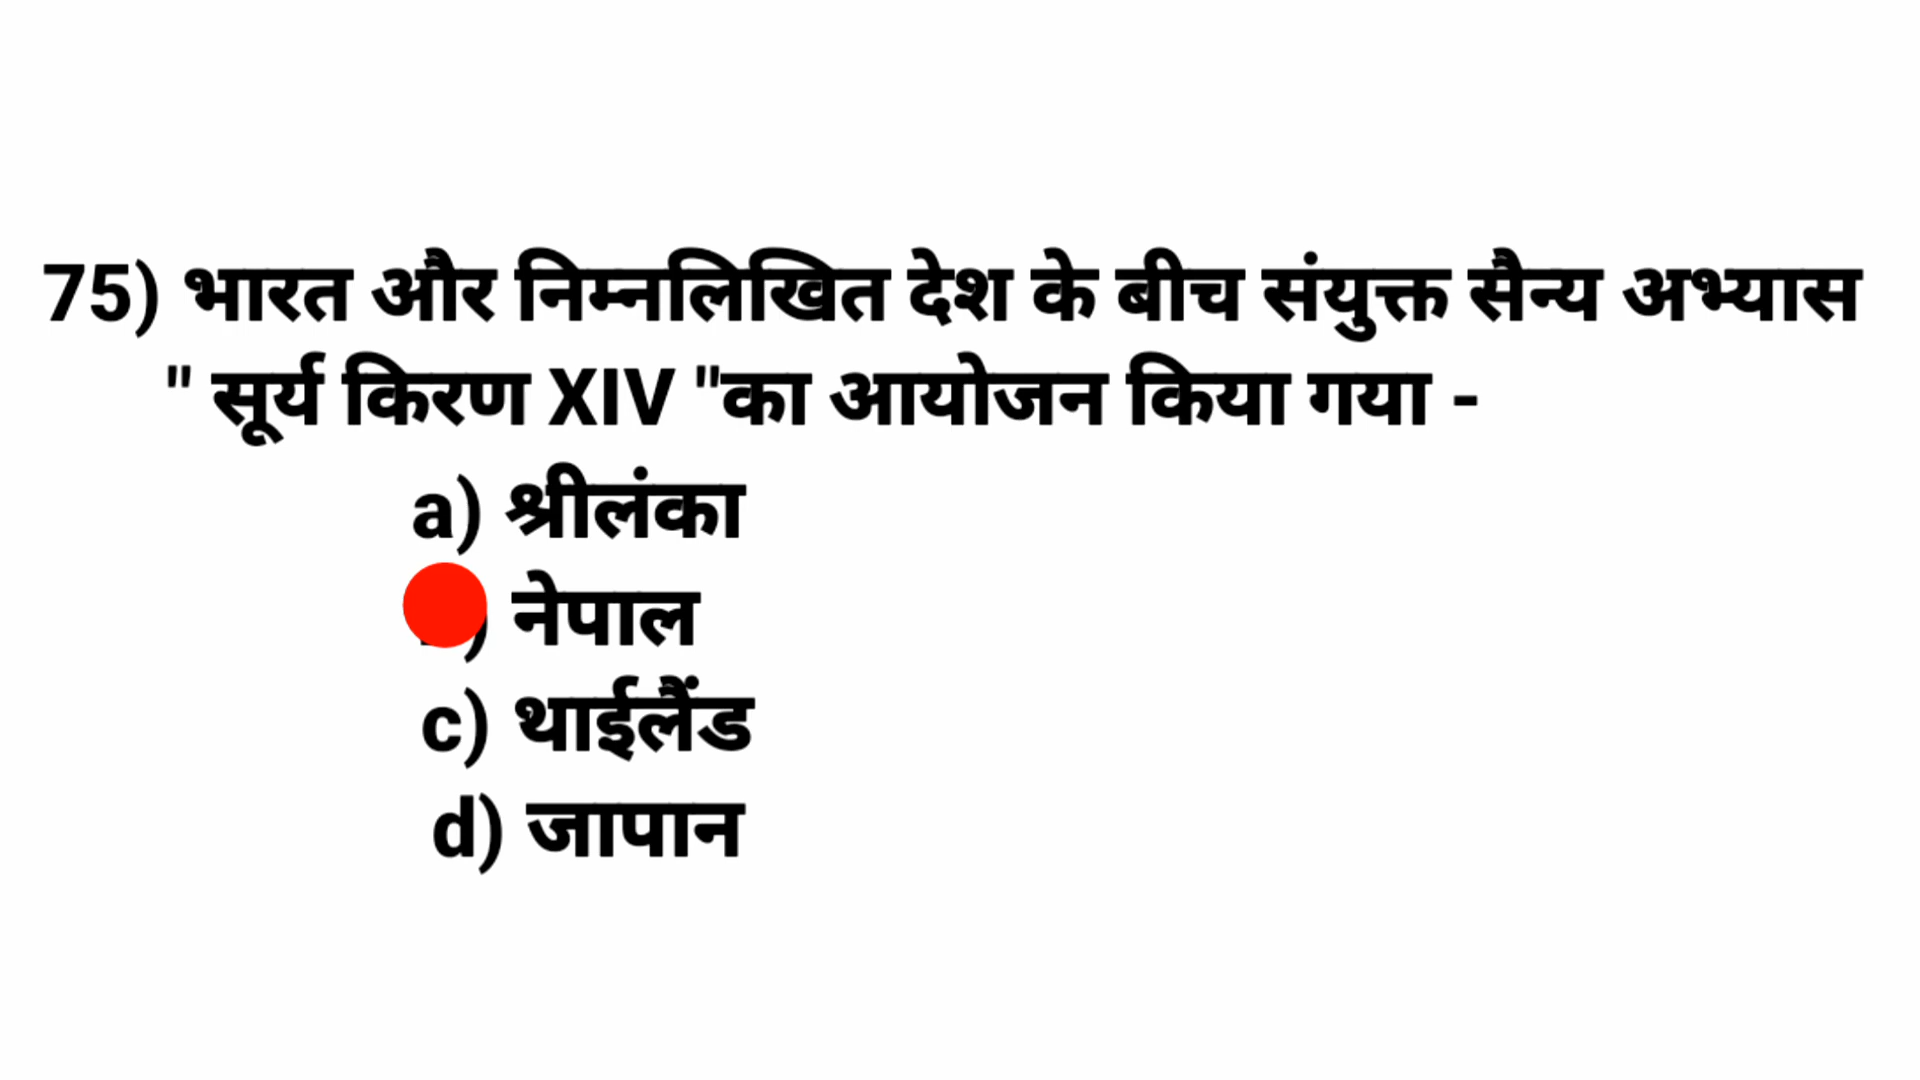 75) भारत और निम्नलिखित देश के बीच संयुक्त सैन्य अभ्यास
" सूर्य किरण XIV "का आयोजन किया गया -
a) श्रीलंका
) नेपाल
c) थाईलैंड
d) जापान